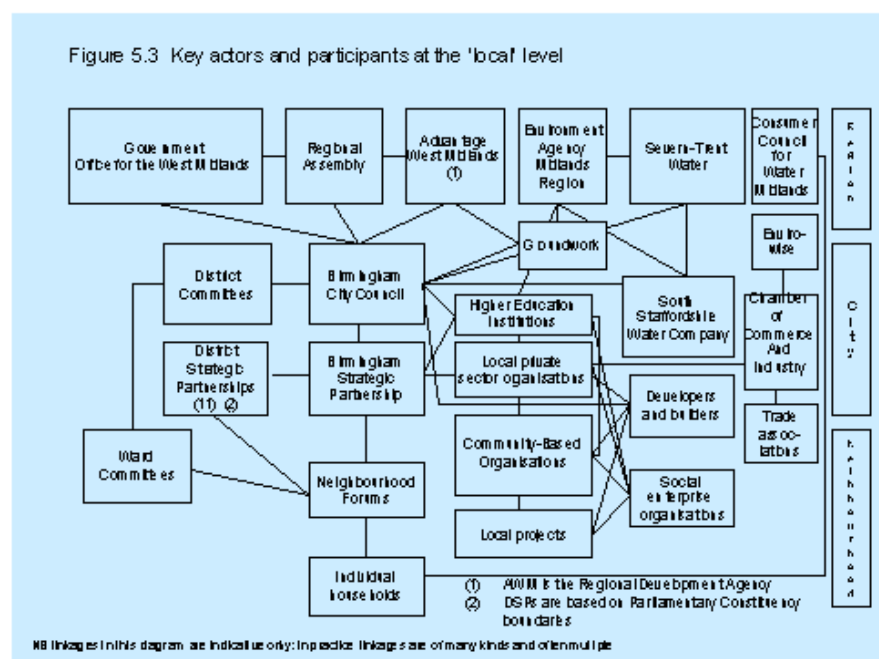 Figure 5.3 Key actors and participants at the 'local' level
Government
Office for the West Midlands
Regional
Assembly
Advantage
West Midlands
(1)
Environment
Agency
Midlands
Region
Severn-Trent
Water
Consumer
Council
for
Water
Midlands
Region
Groundwork
Enviro-
wise
District
Committees
Birmingham
City Council
Higher Education
Institutions
South
Staffordshire
Water Company
Chamber
of
Commerce
And
Industry
City
District
Strategic
Partnerships
(11) (2)
Birmingham
Strategic
Partnership
Local private
sector organisations
Developers
and builders
Trade
assoc-
iations
Ward
Committees
Neighbourhood
Forums
Community-Based
Organisations
Social
enterprise
organisations
Neighbourhood
Local projects
Individual
households
(1) AWM is the Regional Development Agency
(2) DSPs are based on Parliamentary Constituency
boundaries
NB linkages in this diagram are indicative only: in practice linkages are of many kinds and often multiple